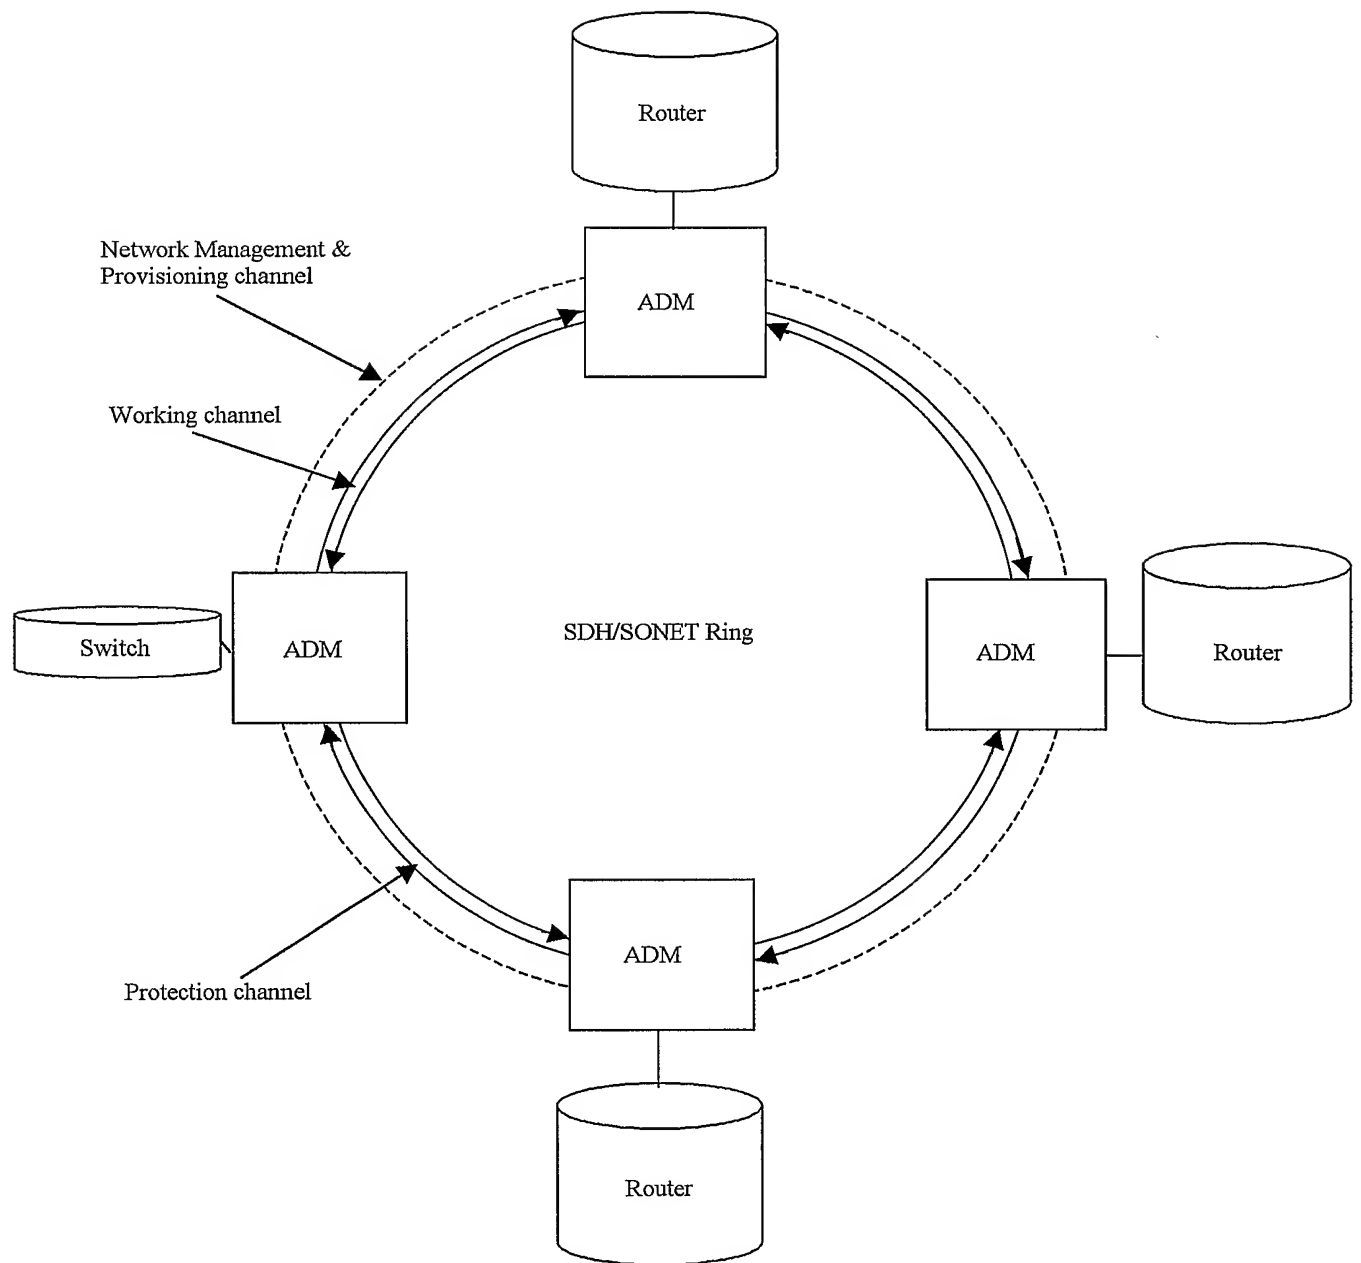 Router
Network Management &
Provisioning channel
ADM
Working channel
Switch
ADM
SDH/SONET Ring
ADM
Router
ADM
Protection channel
Router